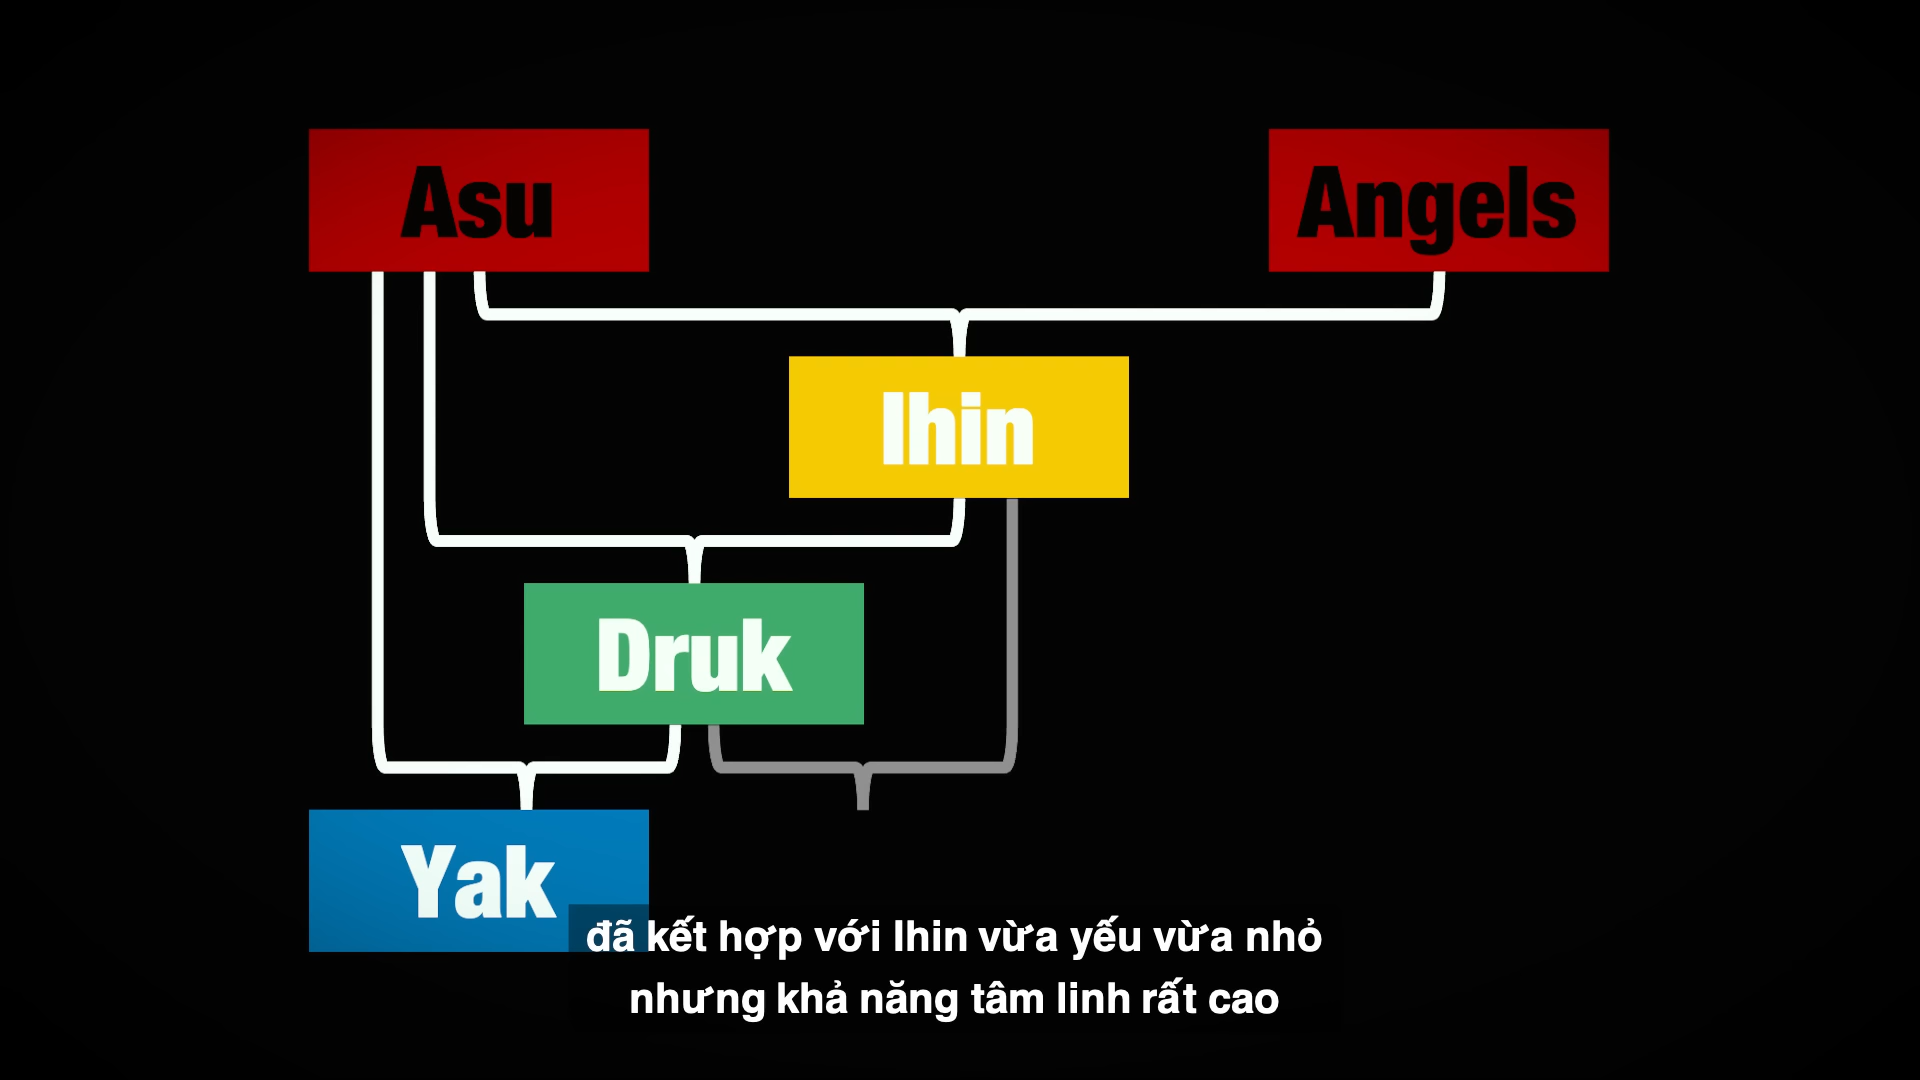 Asu
Angels
Ihin
Druk
Yak
đã kết hợp với Ihin vừa yếu vừa nhỏ
nhưng khả năng tâm linh rất cao